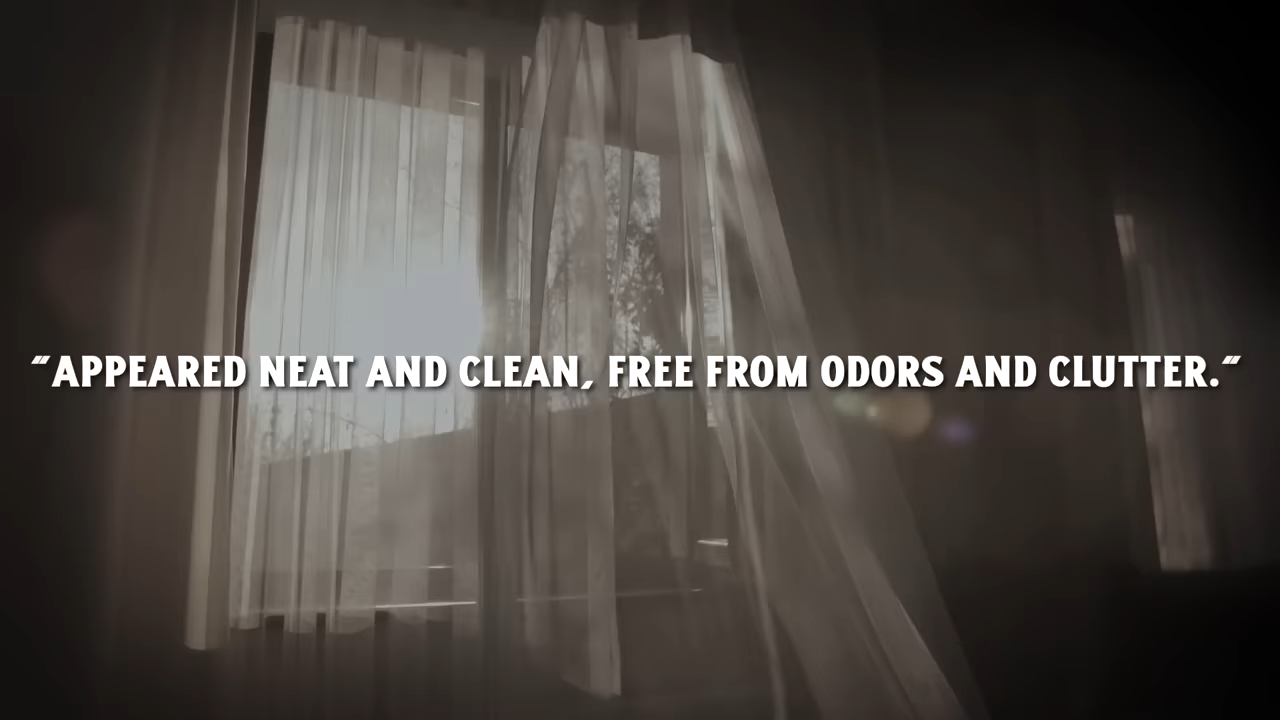 "APPEARED NEAT AND CLEAN, FREE FROM ODORS AND CLUTTER."